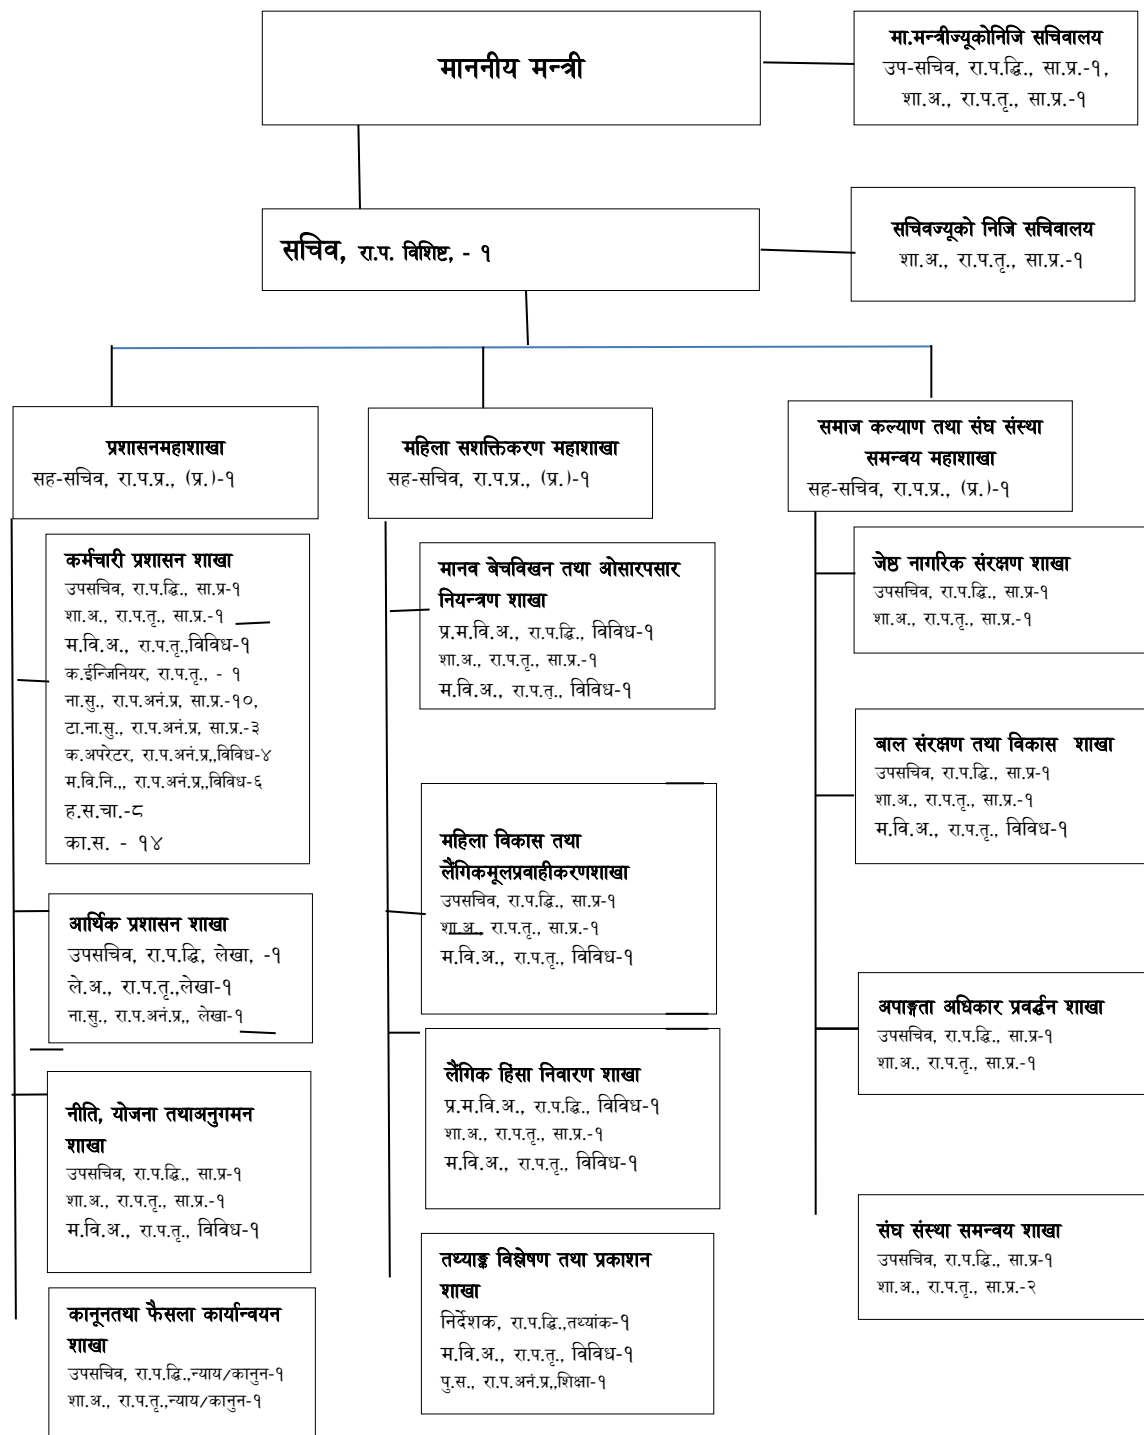 माननीय मन्त्री
मा.मन्त्रीज्यूकोनिजि सचिवालय
उप-सचिव, रा.प.द्धि., सा.प्र.-१,
शा.अ., रा.प.तृ., सा.प्र.-१
सचिव, रा.प. विशिष्ट, - १
सचिवज्यूको निजि सचिवालय
शा.अ., रा.प.तृ., सा.प्र.-१
प्रशासनमहाशाखा
सह-सचिव, रा.प.प्र., (प्र.)-१
कर्मचारी प्रशासन शाखा
उपसचिव, रा.प.द्धि., सा.प्र-१
शा.अ., रा.प.तृ., सा.प्र.-१
म.वि.अ., रा.प.तृ.,विविध-१
क.ईन्जिनियर, रा.प.तृ., - १
ना.सु., रा.प.अनं.प्र, सा.प्र.-१०,
टा.ना.सु., रा.प.अनं.प्र, सा.प्र.-३
क.अपरेटर, रा.प.अनं.प्र,,विविध-४
म.वि.नि.,, रा.प.अनं.प्र,,विविध-६
ह.स.चा.-८
का.स. - १४
आर्थिक प्रशासन शाखा
उपसचिव, रा.प.द्धि, लेखा, -१
ले.अ., रा.प.तृ.,लेखा-१
ना.सु., रा.प.अनं.प्र,, लेखा-१
नीति, योजना तथाअनुगमन
शाखा
उपसचिव, रा.प.द्धि., सा.प्र-१
शा.अ., रा.प.तृ., सा.प्र.-१
म.वि.अ., रा.प.तृ., विविध-१
कानूनतथा फैसला कार्यान्वयन
शाखा
उपसचिव, रा.प.द्धि.,न्याय/कानुन-१
शा.अ., रा.प.तृ.,न्याय/कानुन-१
महिला सशक्तिकरण महाशाखा
सह-सचिव, रा.प.प्र., (प्र.)-१
मानव बेचविखन तथा ओसारपसार
नियन्त्रण शाखा
प्र.म.वि.अ., रा.प.द्धि., विविध-१
शा.अ., रा.प.तृ., सा.प्र.-१
म.वि.अ., रा.प.तृ., विविध-१
महिला विकास तथा
लैंगिकमूलप्रवाहीकरणशाखा
उपसचिव, रा.प.द्धि., सा.प्र-१
शा.अ., रा.प.तृ., सा.प्र.-१
म.वि.अ., रा.प.तृ., विविध-१
लैंगिक हिंसा निवारण शाखा
प्र.म.वि.अ., रा.प.द्धि., विविध-१
शा.अ., रा.प.तृ., सा.प्र.-१
म.वि.अ., रा.प.तृ., विविध-१
तथ्याङ्क विश्लेषण तथा प्रकाशन
शाखा
निर्देशक, रा.प.द्धि.,तथ्यांक-१
म.वि.अ., रा.प.तृ., विविध-१
पु.स., रा.प.अनं.प्र,,शिक्षा-१
समाज कल्याण तथा संघ संस्था
समन्वय महाशाखा
सह-सचिव, रा.प.प्र., (प्र.)-१
जेष्ठ नागरिक संरक्षण शाखा
उपसचिव, रा.प.द्धि., सा.प्र-१
शा.अ., रा.प.तृ., सा.प्र.-१
बाल संरक्षण तथा विकास शाखा
उपसचिव, रा.प.द्धि., सा.प्र-१
शा.अ., रा.प.तृ., सा.प्र.-१
म.वि.अ., रा.प.तृ., विविध-१
अपाङ्गता अधिकार प्रवर्द्धन शाखा
उपसचिव, रा.प.द्धि., सा.प्र-१
शा.अ., रा.प.तृ., सा.प्र.-१
संघ संस्था समन्वय शाखा
उपसचिव, रा.प.द्धि., सा.प्र-१
शा.अ., रा.प.तृ., सा.प्र.-२